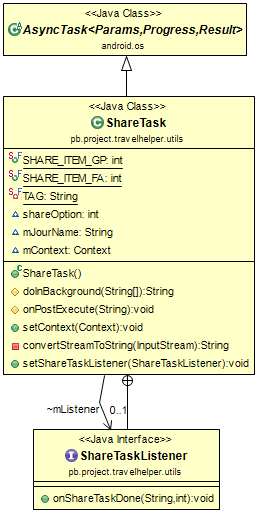 <<Java Class>>
AsyncTask<Params,Progress,Result>
android.os
<<Java Class>>
ShareTask
pb.project.travelhelper.utils
SHARE_ITEM_GP: int
SHARE_ITEM_FA: int
TAG: String
shareOption: int
mJourName: String
mContext: Context
ShareTask()
doInBackground(String[]):String
onPostExecute(String):void
setContext(Context):void
convertStreamToString(InputStream):String
setShareTaskListener(ShareTaskListener):void
~mListener 0..1
<<Java Interface>>
ShareTaskListener
pb.project.travelhelper.utils
onShareTaskDone(String,int):void